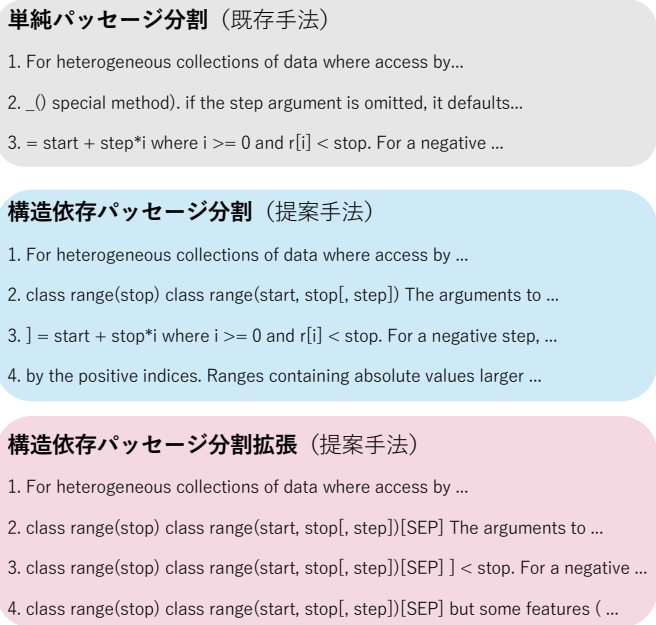 単純パッセージ分割（既存手法）
1. For heterogeneous collections of data where access by...
2. _() special method). if the step argument is omitted, it defaults...
3. = start + step*i where i >= 0 and r[i] < stop. For a negative ...
構造依存パッセージ分割（提案手法）
1. For heterogeneous collections of data where access by ...
2. class range(stop) class range(start, stop[, step]) The arguments to ...
3. ] = start + stop*i where i >= 0 and r[i] < stop. For a negative step, ...
4. by the positive indices. Ranges containing absolute values larger ...
構造依存パッセージ分割拡張（提案手法）
1. For heterogeneous collections of data where access by ...
2. class range(stop) class range(start, stop[, step])[SEP] The arguments to ...
3. class range(stop) class range(start, stop[, step])[SEP] ] < stop. For a negative ...
4. class range(stop) class range(start, stop[, step])[SEP] but some features ( ...